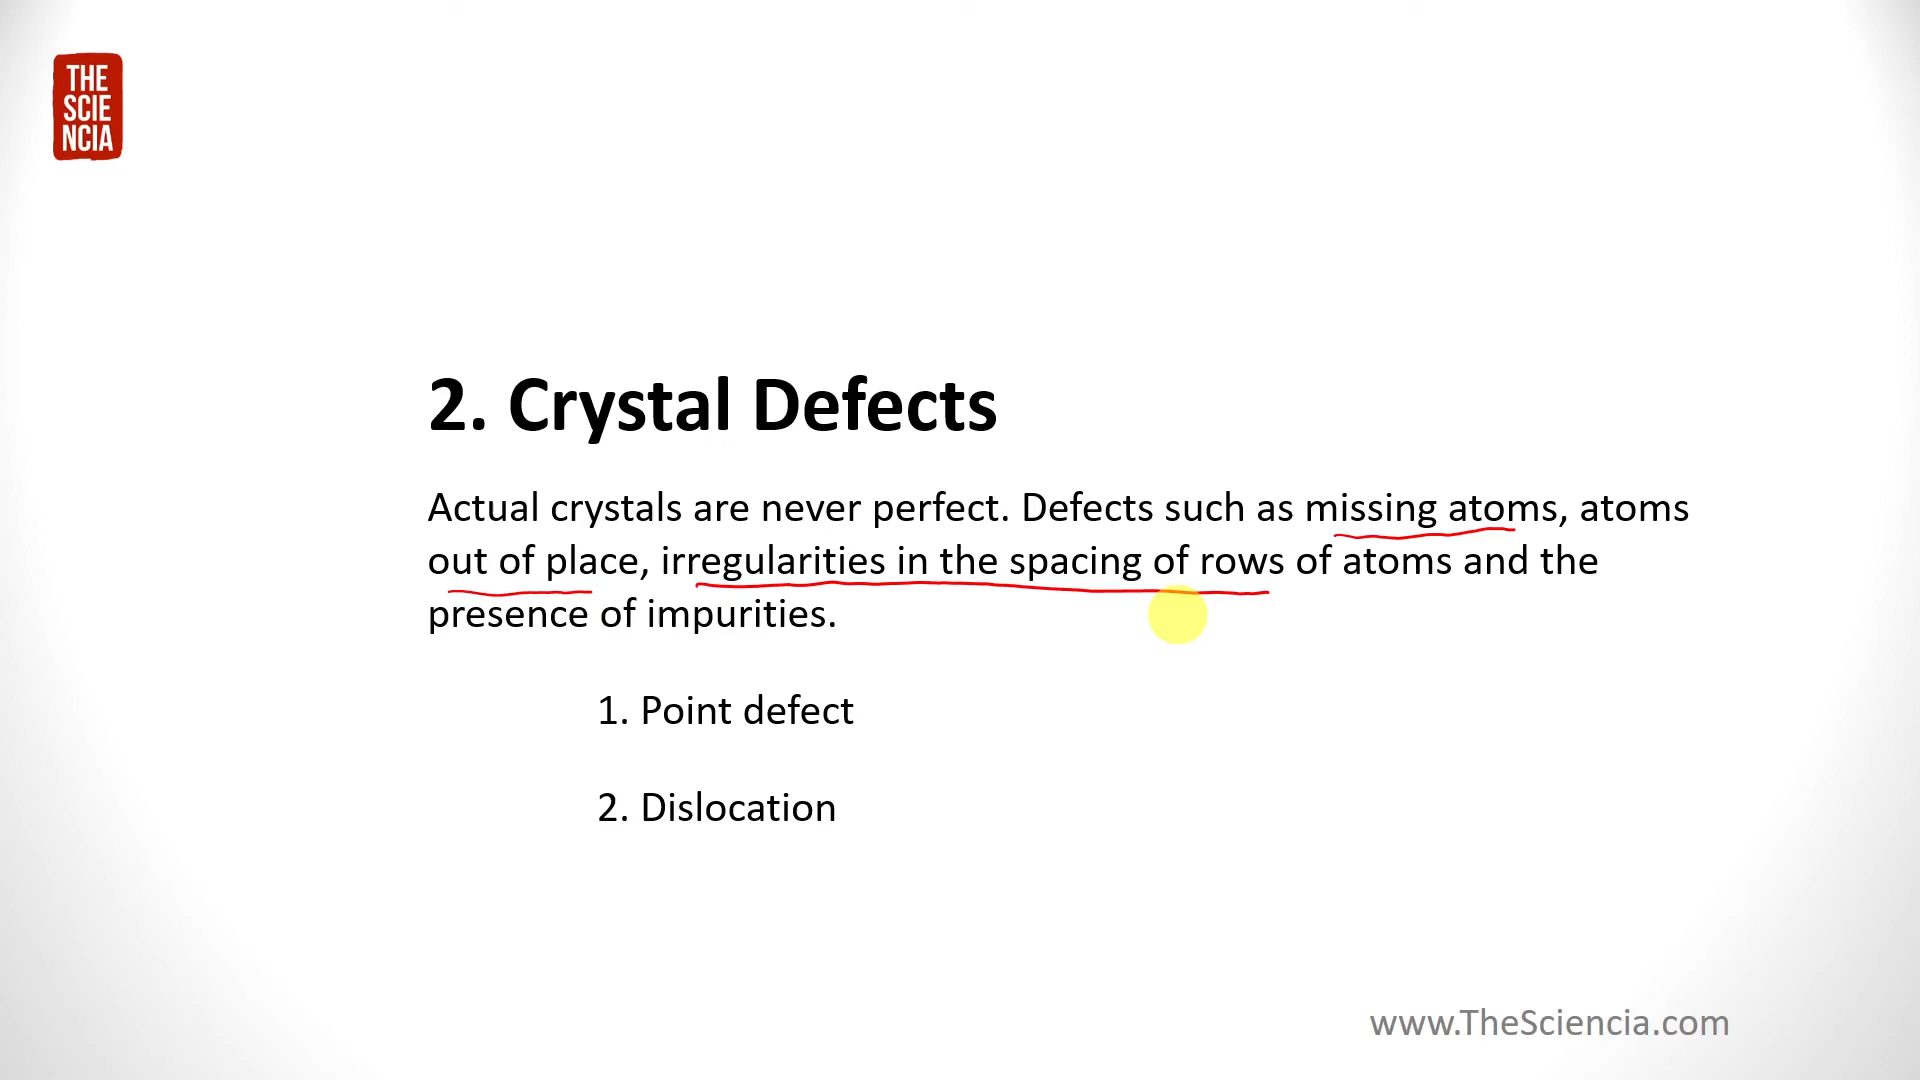 THE
SCIE
NCIA
2. Crystal Defects
Actual crystals are never perfect. Defects such as missing atoms, atoms
out of place, irregularities in the spacing of rows of atoms and the
presence of impurities.
1. Point defect
2. Dislocation
www.TheSciencia.com